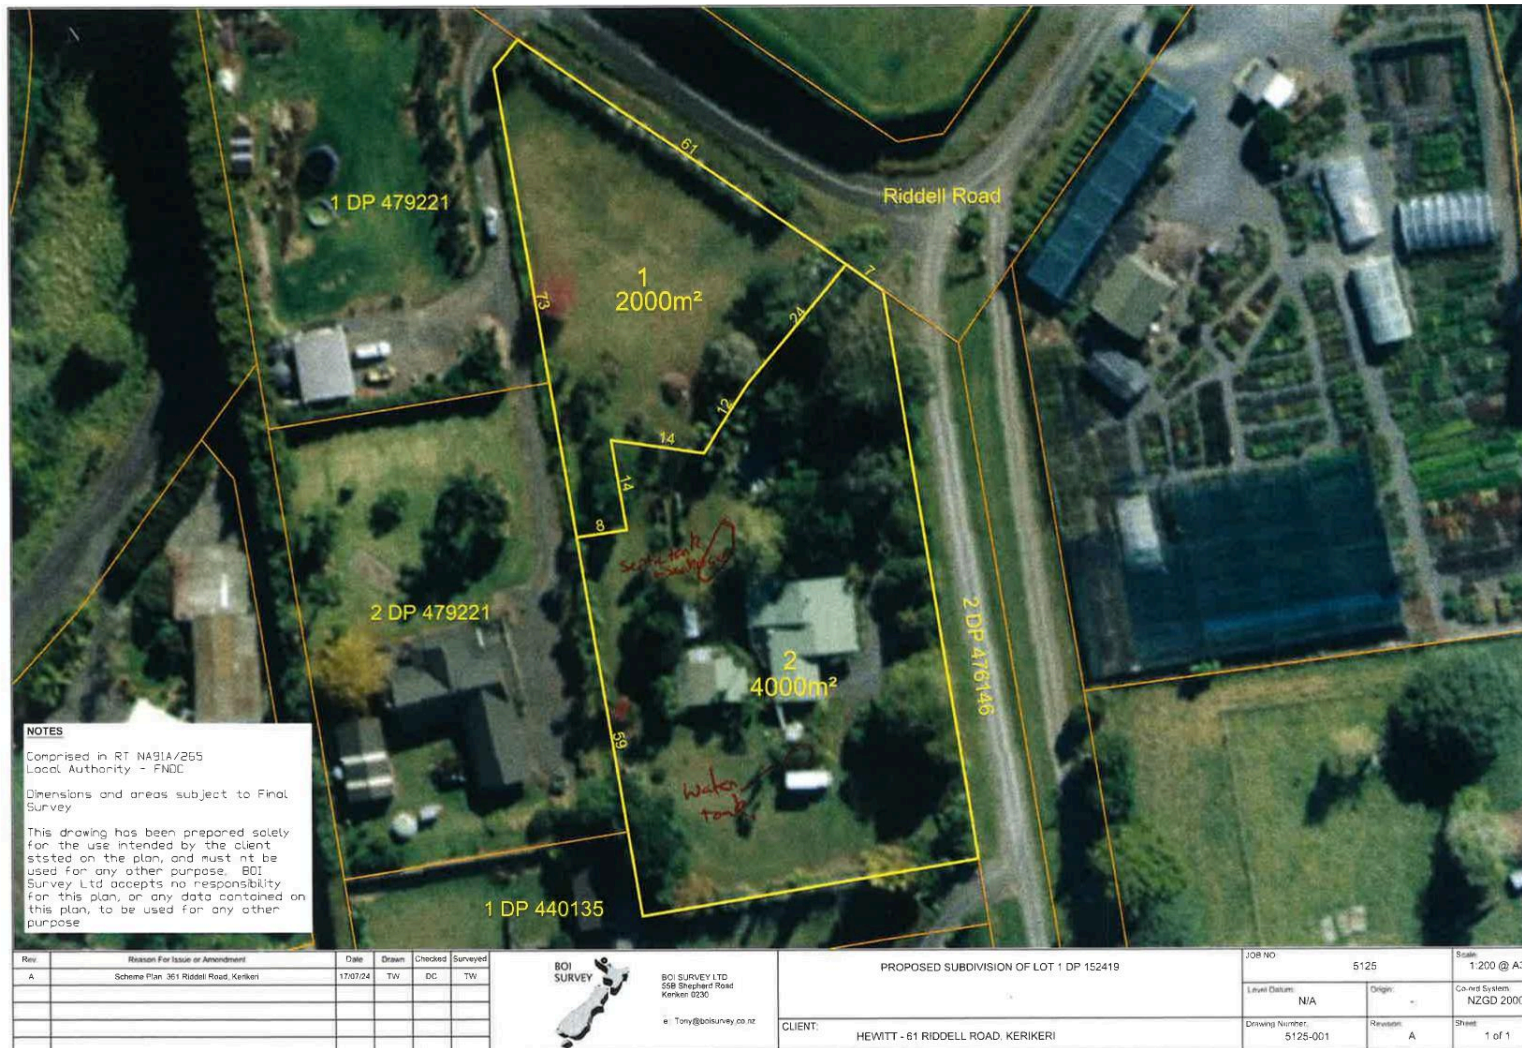 N
61
Riddell Road
1 DP 479221
7
1
2000m²
73
24
12
14
14
8
septic tank
2 DP 479221
2
4000m²
2 DP 476146
59
Water
tank
1 DP 440135
NOTES
Comprised in RT NA91A/265
Local Authority - FNDC
Dimensions and areas subject to Final
Survey
This drawing has been prepared solely
for the use intended by the client
ststed on the plan, and must nt be
used for any other purpose. BOI
Survey Ltd accepts no responsibility
for this plan, or any data contained on
this plan, to be used for any other
purpose
Rev. Reason For Issue or Amendment Date Drawn Checked Surveyed
A Scheme Plan 361 Riddell Road, Kerikeri 17/07/24 TW DC TW
BOI
SURVEY
BOI SURVEY LTD
55B Shepherd Road
Kerikeri 0230
e: Tony@boisurvey.co.nz
PROPOSED SUBDIVISION OF LOT 1 DP 152419
CLIENT:
HEWITT - 61 RIDDELL ROAD, KERIKERI
JOB NO
5125
Scale:
1:200 @ A3
Level Datum:
N/A
Origin:
-
Co-ord System:
NZGD 2000
Drawing Number:
5125-001
Revision:
A
Sheet:
1 of 1